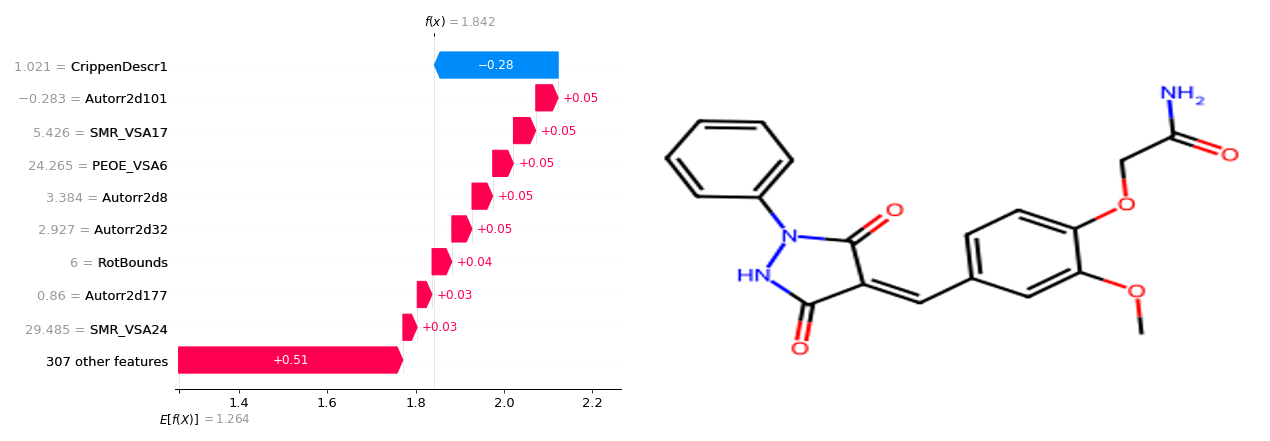 f(x) = 1.842
1.021 = CrippenDescr1
−0.28
−0.283 = Autorr2d101
+0.05
5.426 = SMR_VSA17
+0.05
24.265 = PEOE_VSA6
+0.05
3.384 = Autorr2d8
+0.05
2.927 = Autorr2d32
+0.05
6 = RotBounds
+0.04
0.86 = Autorr2d177
+0.03
29.485 = SMR_VSA24
+0.03
307 other features
+0.51
1.4 1.6 1.8 2.0 2.2
E[f(X)] = 1.264
NH2
O
O
O
N
HN
O
O